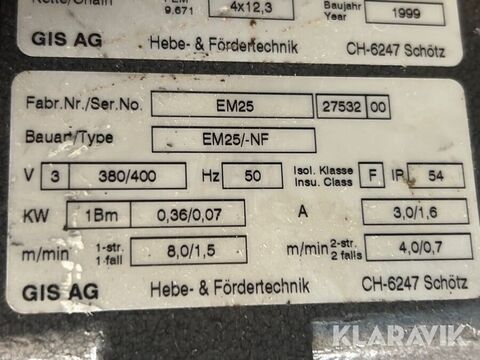 9.671 4x12,3 Year 1999
GIS AG Hebe- & Fördertechnik CH-6247 Schötz
Fabr.Nr./Ser.No. EM25 27532 00
Bauart/Type EM25/-NF
V 3 380/400 Hz 50 Isol. Klasse Insu. Class F IP 54
KW 1Bm 0,36/0,07 A 3,0/1,6
m/min 1-str. 1 fall 8,0/1,5 m/min 2-str. 2 falls 4,0/0,7
GIS AG Hebe- & Fördertechnik CH-6247 Schötz
KLARAVIK